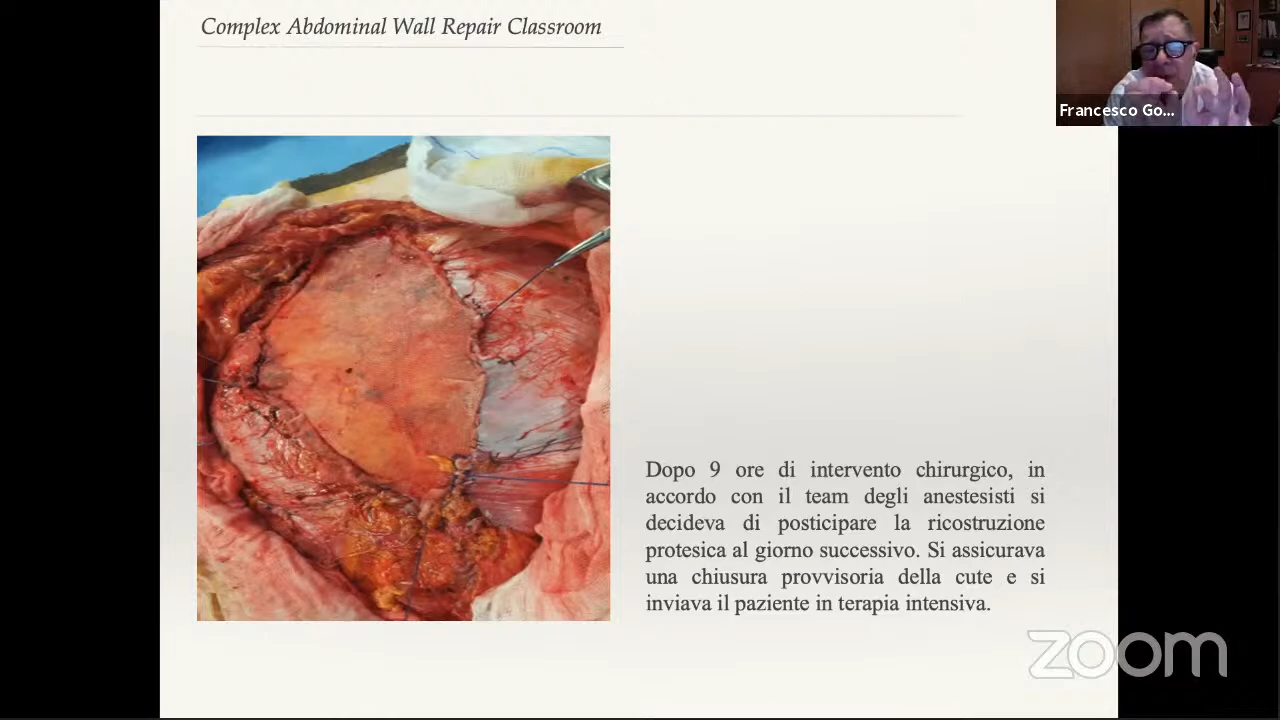 Complex Abdominal Wall Repair Classroom
Francesco Go...
Dopo 9 ore di intervento chirurgico, in
accordo con il team degli anestesisti si
decideva di posticipare la ricostruzione
protesica al giorno successivo. Si assicurava
una chiusura provvisoria della cute e si
inviava il paziente in terapia intensiva.
zoom